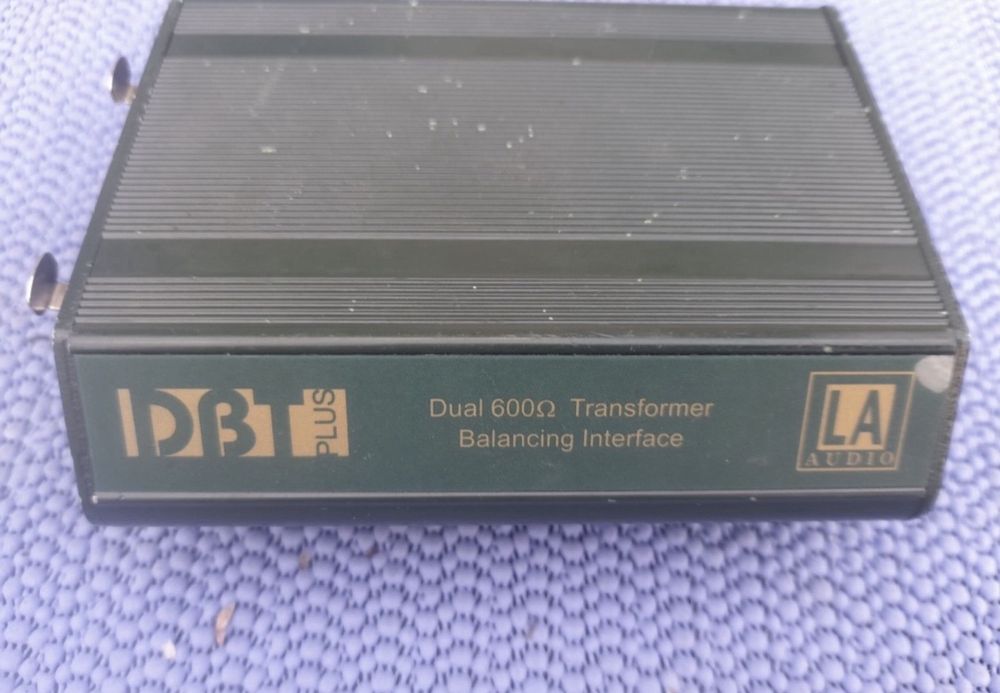 DBT PLUS
Dual 600Ω Transformer
Balancing Interface
LA
AUDIO